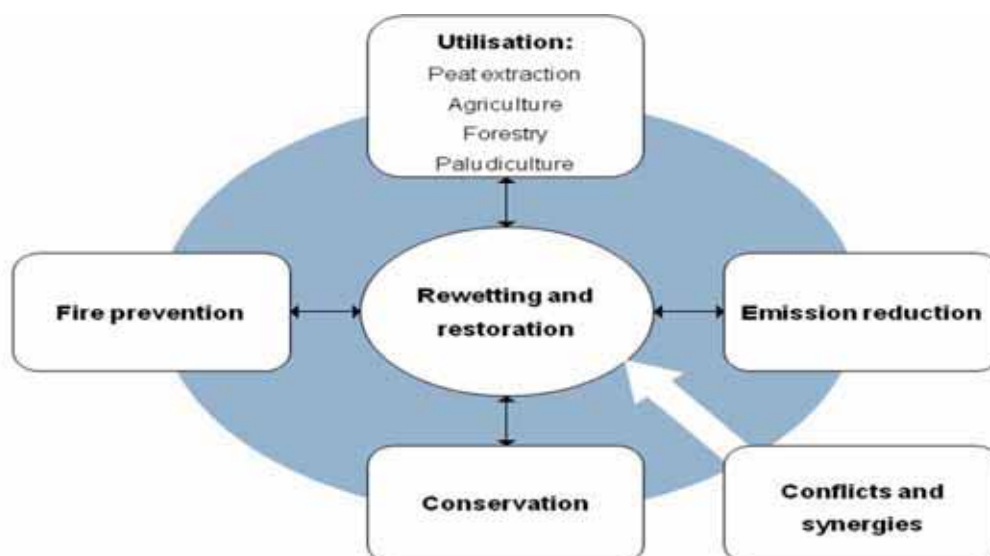 Utilisation:
Peat extraction
Agriculture
Forestry
Paludiculture
Fire prevention
Rewetting and
restoration
Emission reduction
Conservation
Conflicts and
synergies